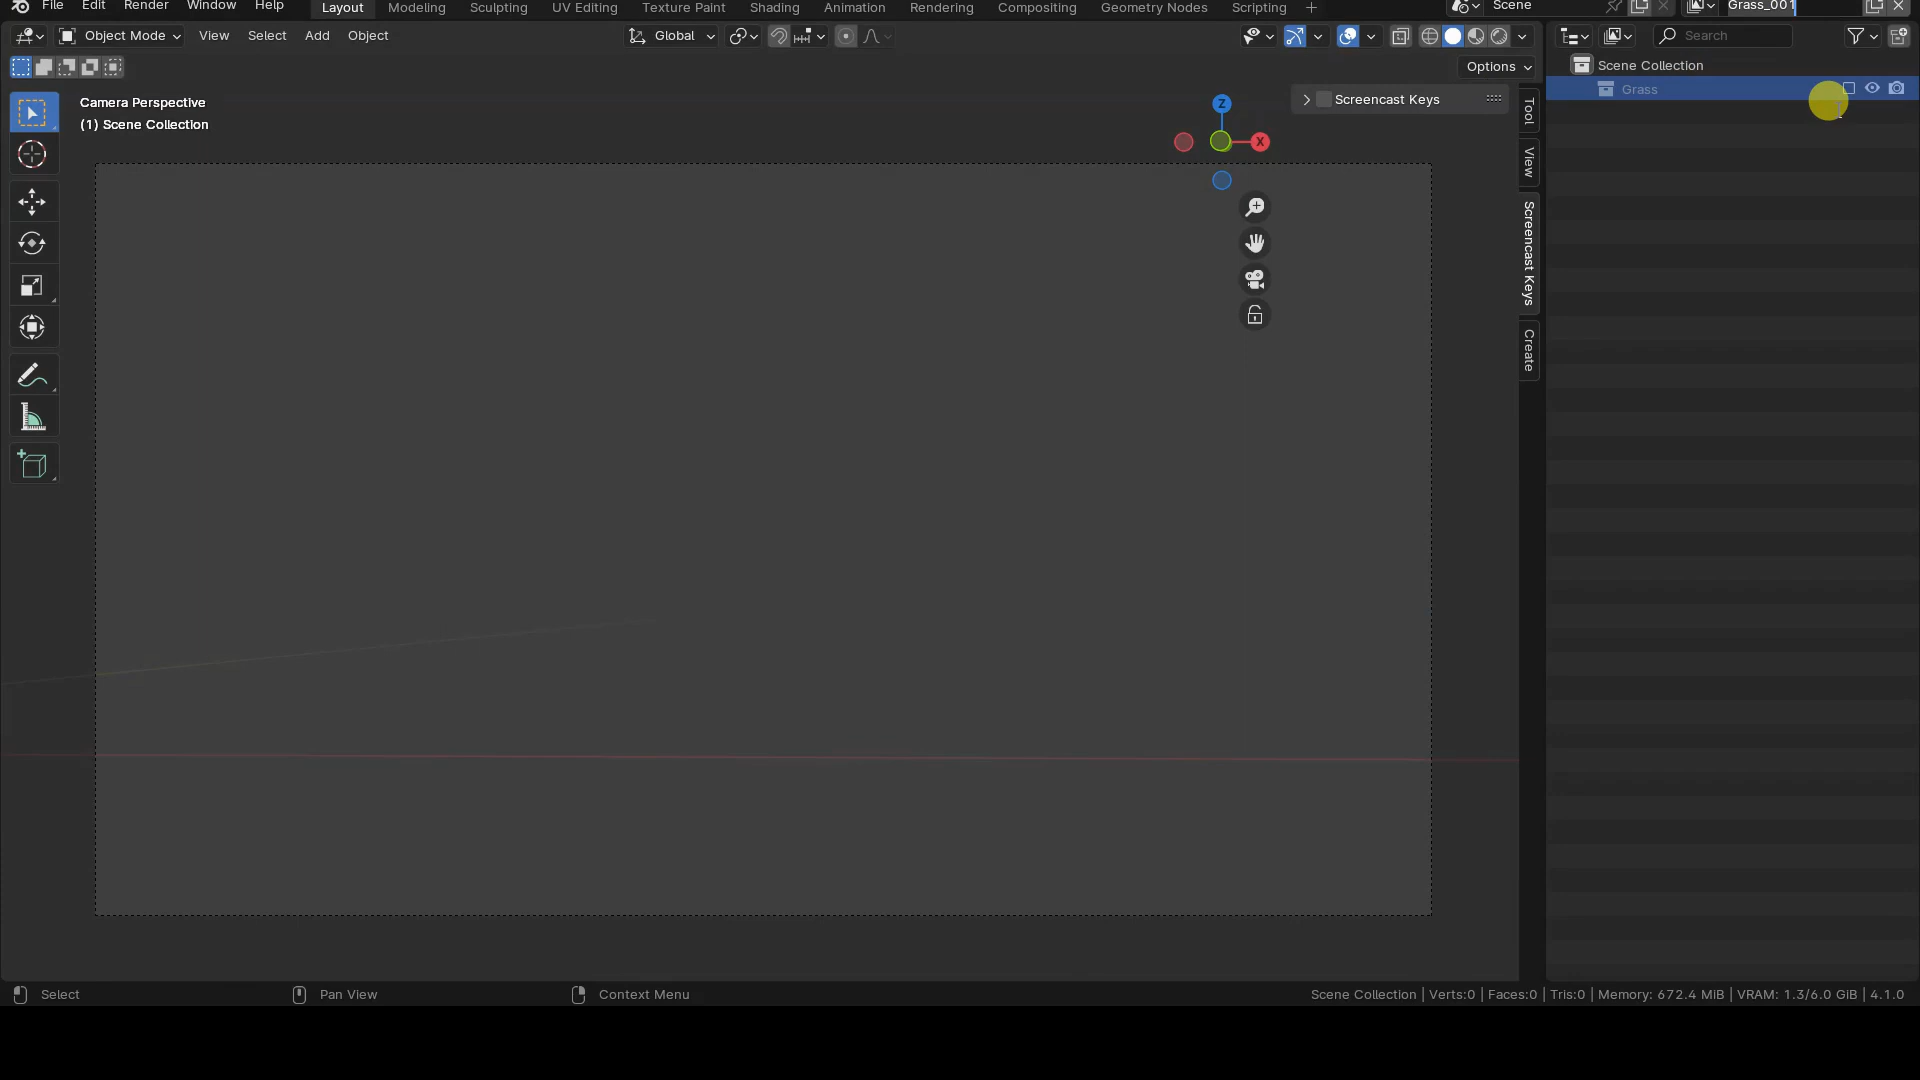 File Edit Render Window Help Layout Modeling Sculpting UV Editing Texture Paint Shading Animation Rendering Compositing Geometry Nodes Scripting + Scene Grass_001
Object Mode View Select Add Object Global Search
Options
Scene Collection
Grass
Camera Perspective
(1) Scene Collection
Screencast Keys
Z
X
Tool
View
Screencast Keys
Create
Select Pan View Context Menu Scene Collection | Verts:0 | Faces:0 | Tris:0 | Memory: 672.4 MiB | VRAM: 1.3/6.0 GiB | 4.1.0